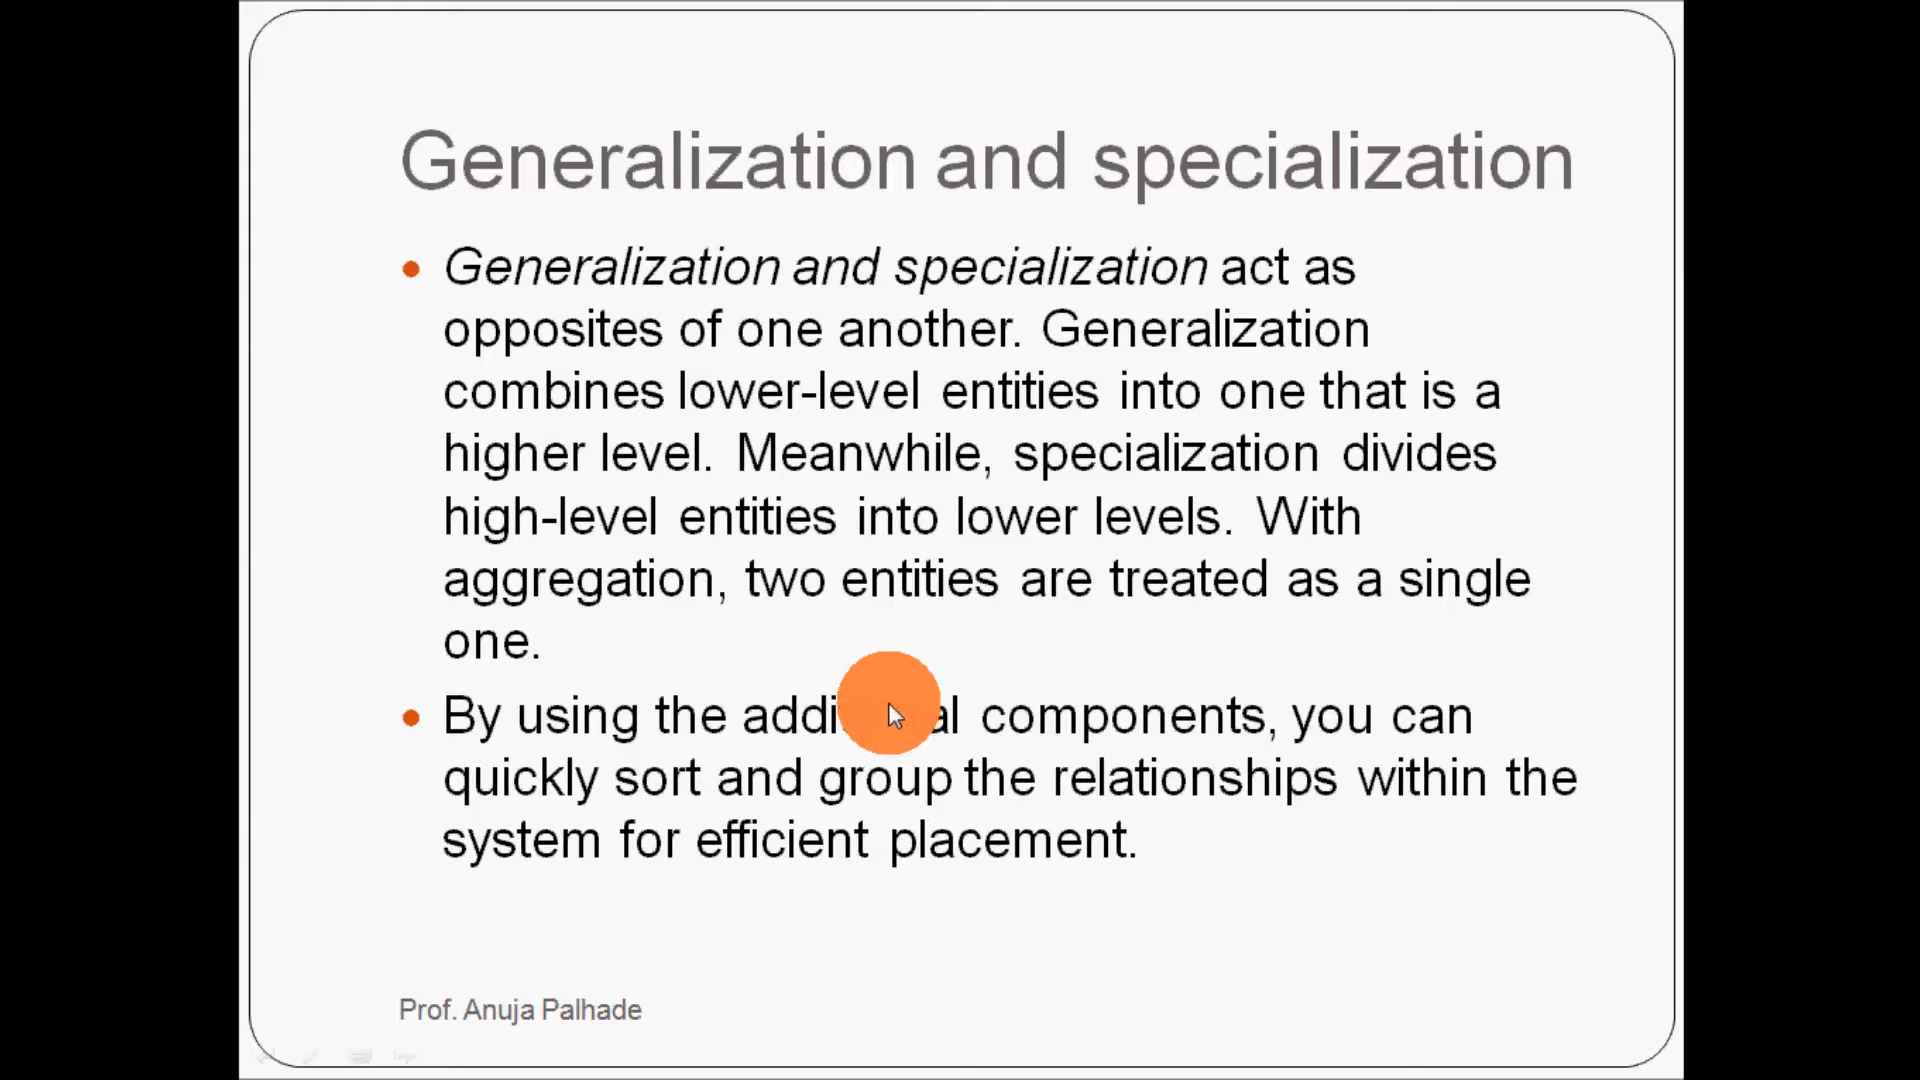 Generalization and specialization
• Generalization and specialization act as
opposites of one another. Generalization
combines lower-level entities into one that is a
higher level. Meanwhile, specialization divides
high-level entities into lower levels. With
aggregation, two entities are treated as a single
one.
• By using the components, you can
quickly sort and group the relationships within the
system for efficient placement.
Prof. Anuja Palhade